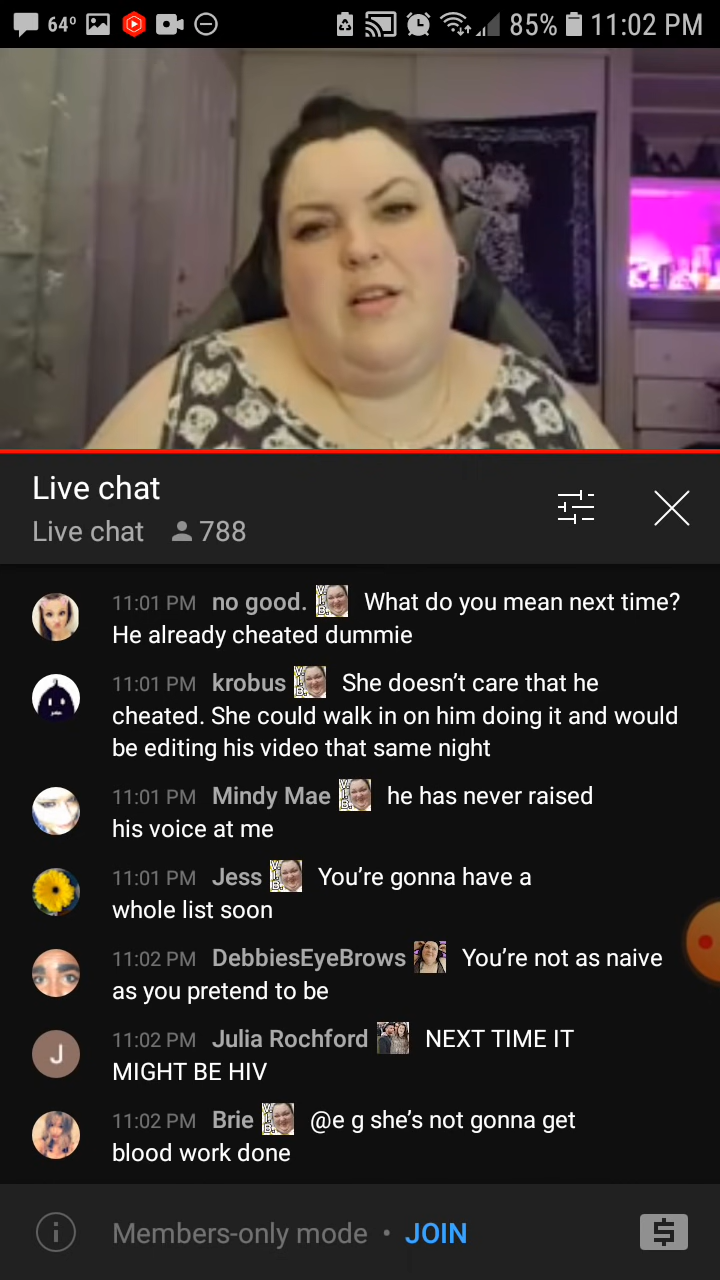 64°
85%
11:02 PM
Live chat
Live chat 788
11:01 PM no good. What do you mean next time?
He already cheated dummie
11:01 PM krobus She doesn't care that he
cheated. She could walk in on him doing it and would
be editing his video that same night
11:01 PM Mindy Mae he has never raised
his voice at me
11:01 PM Jess You're gonna have a
whole list soon
11:02 PM DebbiesEyeBrows You're not as naive
as you pretend to be
J
11:02 PM Julia Rochford NEXT TIME IT
MIGHT BE HIV
11:02 PM Brie @e g she's not gonna get
blood work done
Members-only mode • JOIN